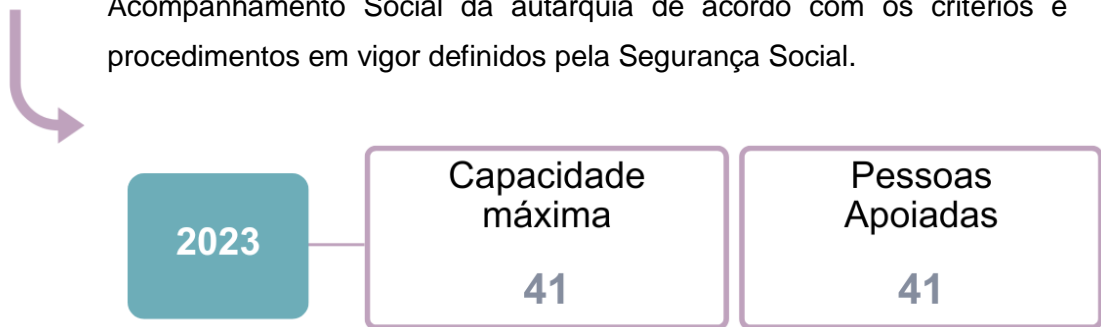 Acompanhamento Social da autarquia de acordo com os critérios e
procedimentos em vigor definidos pela Segurança Social.
2023
Capacidade
máxima
41
Pessoas
Apoiadas
41